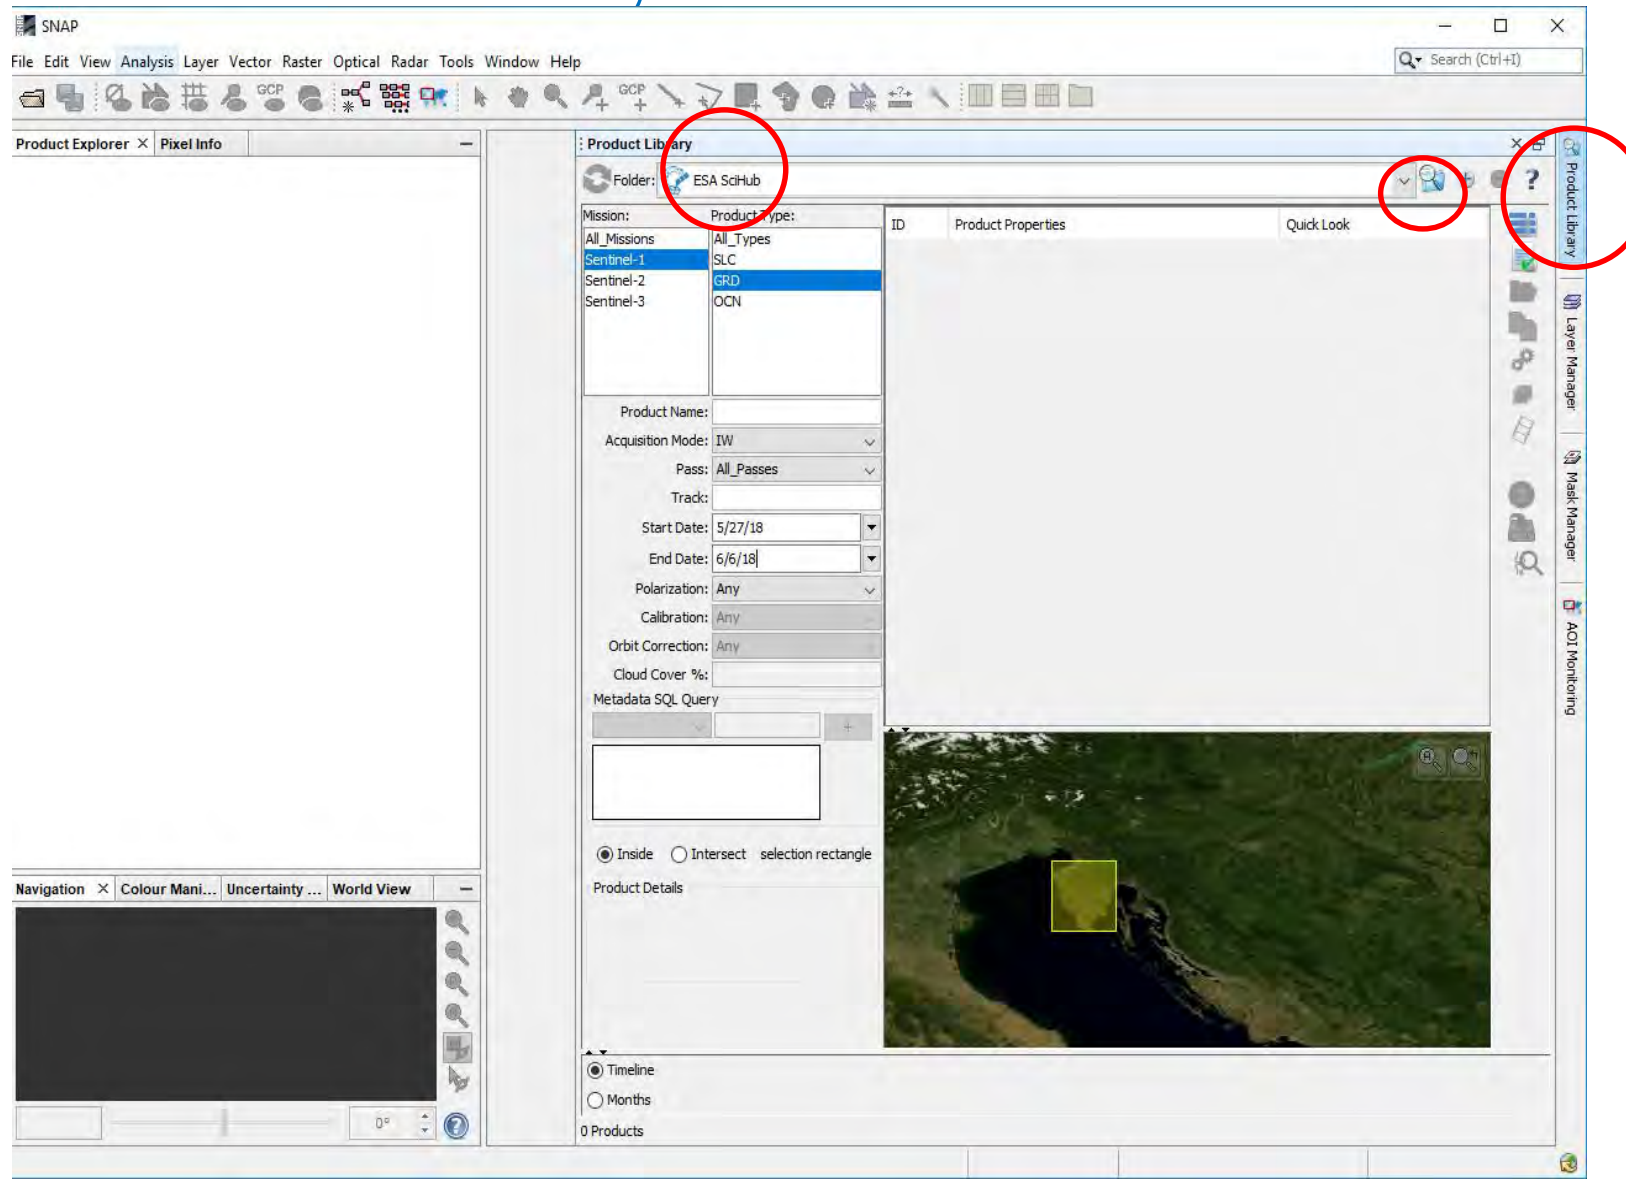 SNAP
File Edit View Analysis Layer Vector Raster Optical Radar Tools Window Help
Search (Ctrl+I)
GCP
GCP
Product Explorer
Pixel Info
Product Library
Folder: ESA SciHub
Mission:
Product Type:
All_Missions
Sentinel-1
Sentinel-2
Sentinel-3
All_Types
SLC
GRD
OCN
ID
Product Properties
Quick Look
Product Name:
Acquisition Mode: IW
Pass: All_Passes
Track:
Start Date: 5/27/18
End Date: 6/6/18
Polarization: Any
Calibration: Any
Orbit Correction: Any
Cloud Cover %:
Metadata SQL Query
+
Inside Intersect selection rectangle
Product Details
Timeline
Months
0 Products
Product Library
Layer Manager
Mask Manager
AOI Monitoring
Navigation
Colour Mani...
Uncertainty ...
World View
0°